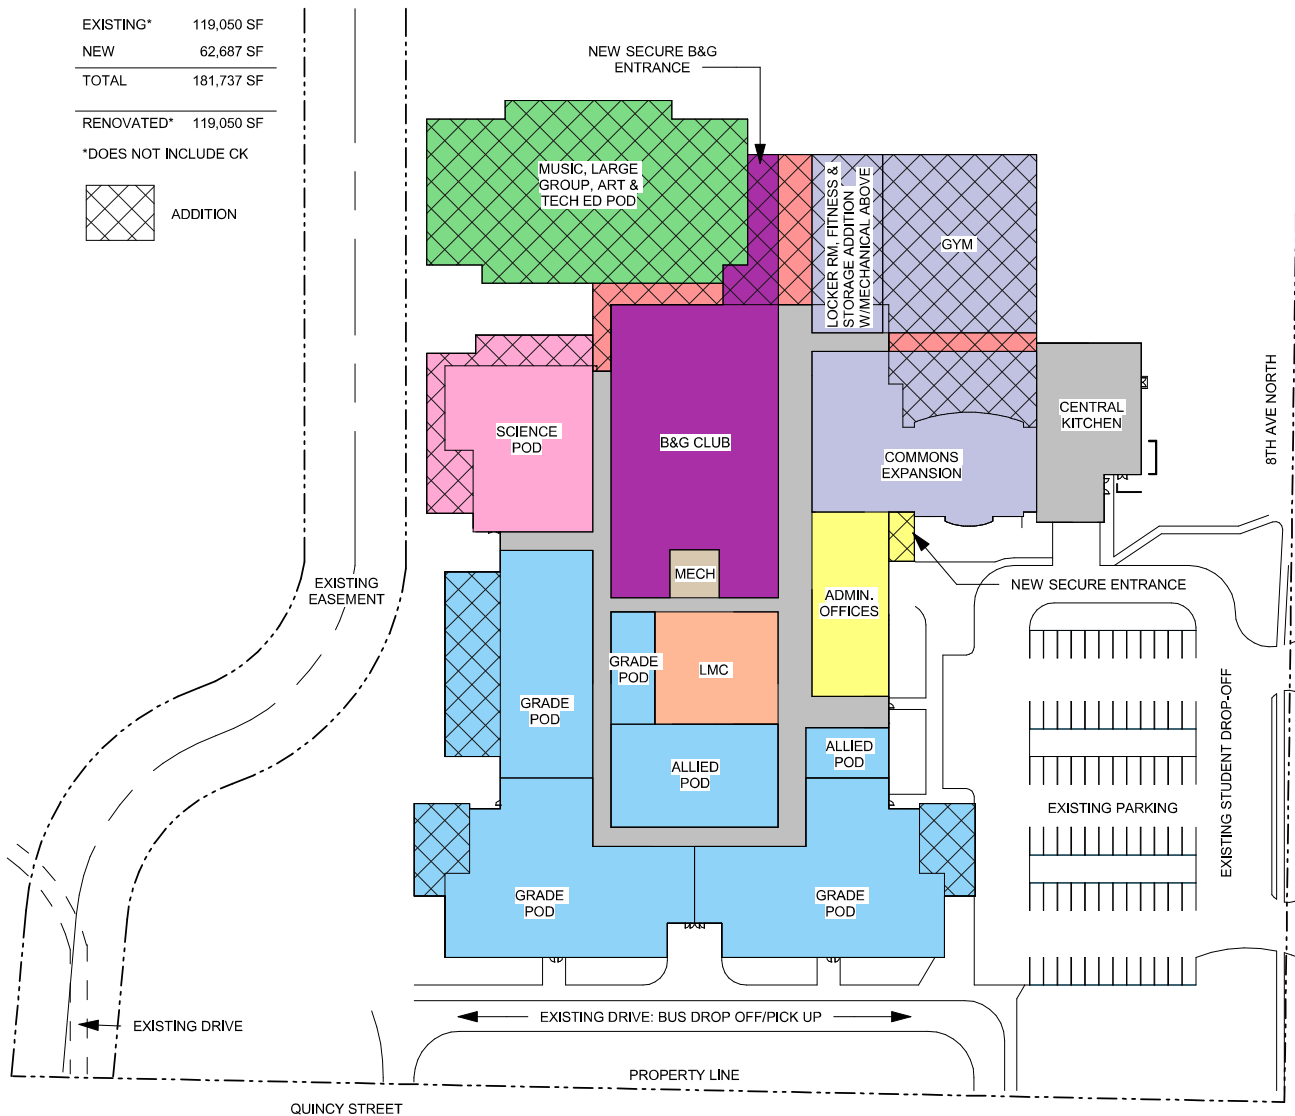 EXISTING* 119,050 SF
NEW 62,687 SF
TOTAL 181,737 SF
RENOVATED* 119,050 SF
*DOES NOT INCLUDE CK
ADDITION
NEW SECURE B&G
ENTRANCE
MUSIC, LARGE
GROUP, ART &
TECH ED POD
LOCKER RM, FITNESS &
STORAGE ADDITION
W/MECHANICAL ABOVE
GYM
SCIENCE
POD
B&G CLUB
COMMONS
EXPANSION
CENTRAL
KITCHEN
8TH AVE NORTH
EXISTING
EASEMENT
MECH
ADMIN.
OFFICES
NEW SECURE ENTRANCE
GRADE
POD
LMC
GRADE
POD
ALLIED
POD
ALLIED
POD
EXISTING PARKING
EXISTING STUDENT DROP-OFF
GRADE
POD
GRADE
POD
EXISTING DRIVE
EXISTING DRIVE: BUS DROP OFF/PICK UP
PROPERTY LINE
QUINCY STREET